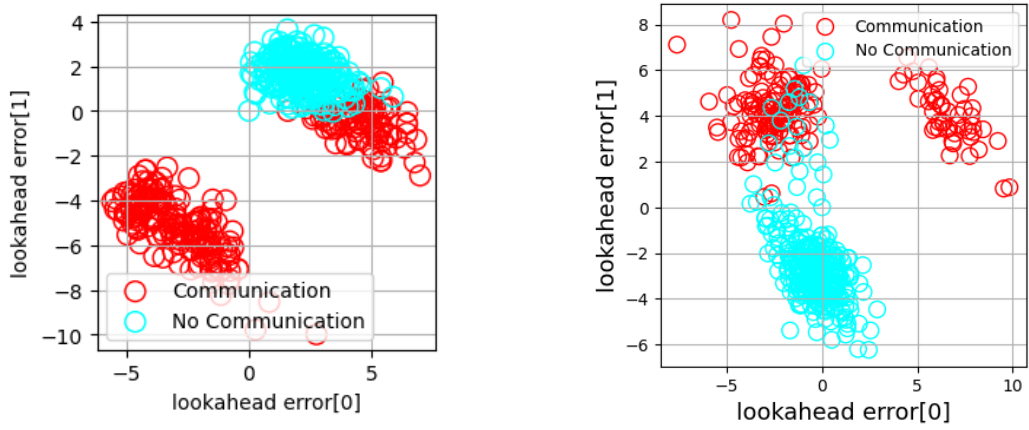 4
2
0
−2
−4
−6
−8
−10
−5
0
5
lookahead error[1]
lookahead error[0]
Communication
No Communication
8
6
4
2
0
−2
−4
−6
−5
0
5
10
lookahead error[1]
lookahead error[0]
Communication
No Communication